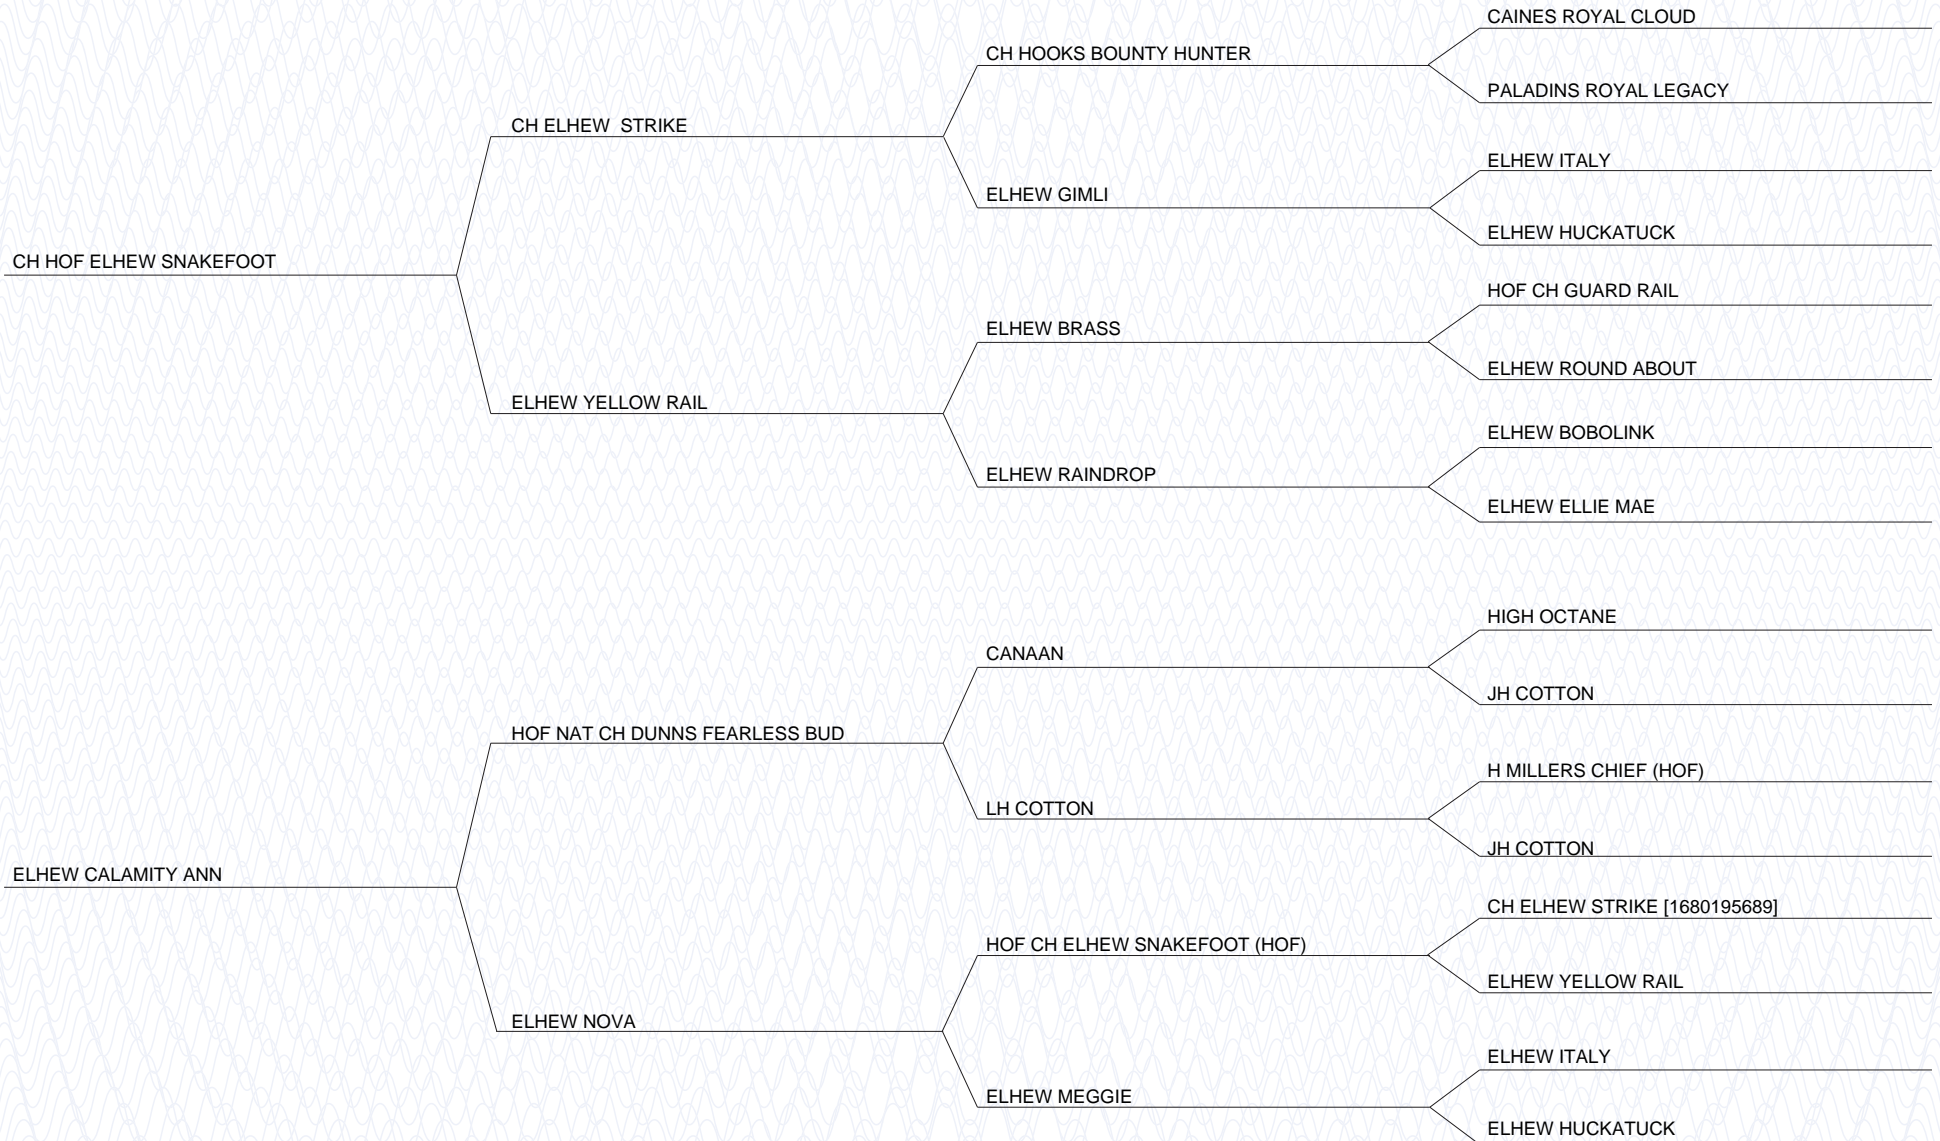 CAINES ROYAL CLOUD
CH HOOKS BOUNTY HUNTER
PALADINS ROYAL LEGACY
CH ELHEW  STRIKE
ELHEW ITALY
ELHEW GIMLI
ELHEW HUCKATUCK
CH HOF ELHEW SNAKEFOOT
HOF CH GUARD RAIL
ELHEW BRASS
ELHEW ROUND ABOUT
ELHEW YELLOW RAIL
ELHEW BOBOLINK
ELHEW RAINDROP
ELHEW ELLIE MAE
HIGH OCTANE
CANAAN
JH COTTON
HOF NAT CH DUNNS FEARLESS BUD
H MILLERS CHIEF (HOF)
LH COTTON
JH COTTON
ELHEW CALAMITY ANN
CH ELHEW STRIKE [1680195689]
HOF CH ELHEW SNAKEFOOT (HOF)
ELHEW YELLOW RAIL
ELHEW NOVA
ELHEW ITALY
ELHEW MEGGIE
ELHEW HUCKATUCK